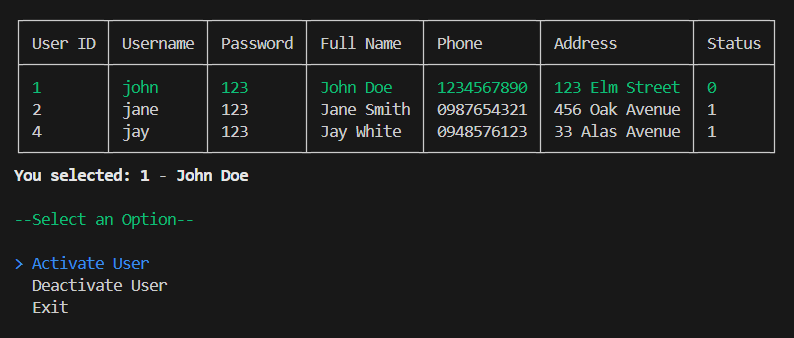 User ID Username Password Full Name Phone Address Status
1 john 123 John Doe 1234567890 123 Elm Street 0
2 jane 123 Jane Smith 0987654321 456 Oak Avenue 1
4 jay 123 Jay White 0948576123 33 Alas Avenue 1
You selected: 1 - John Doe
--Select an Option--
> Activate User
Deactivate User
Exit